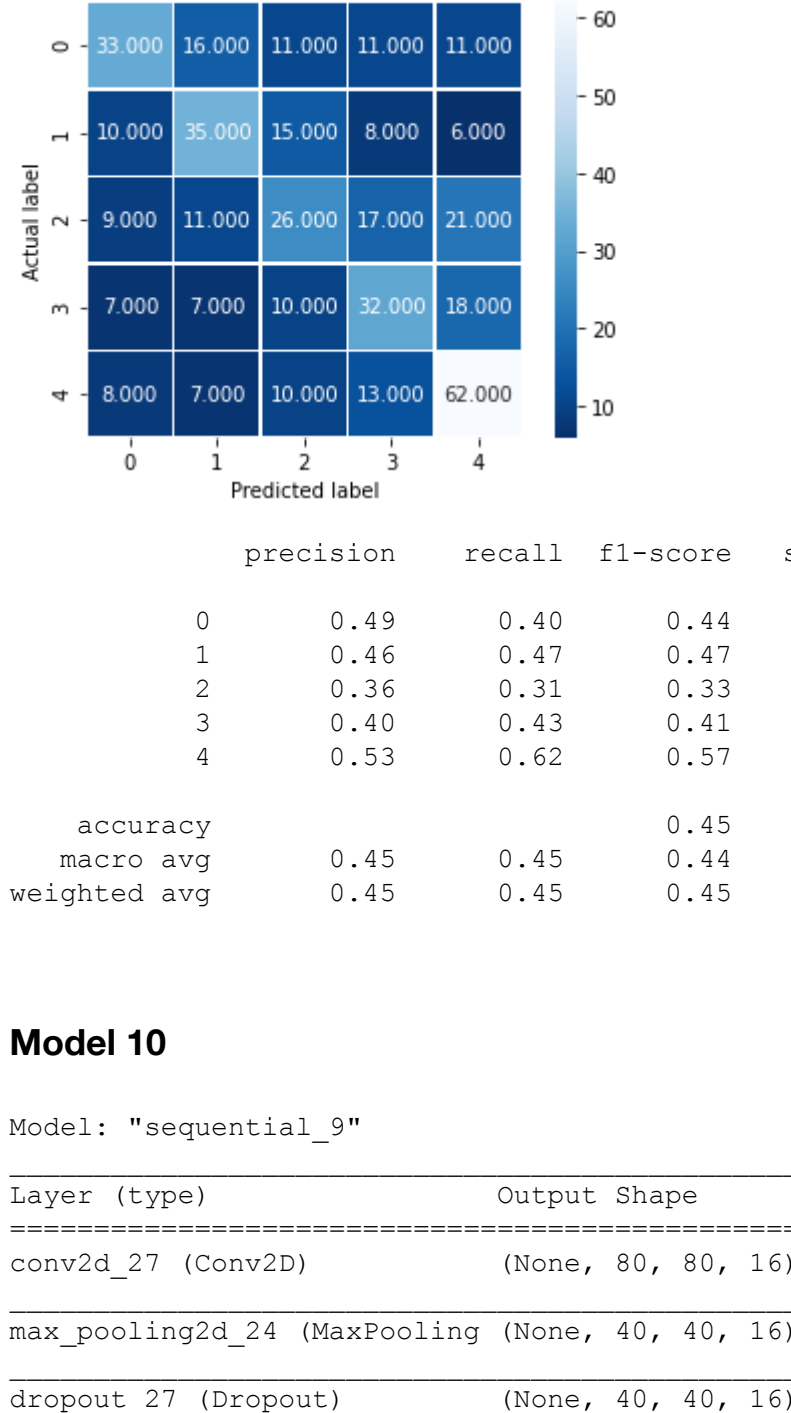 60
0 33.000 16.000 11.000 11.000 11.000
50
1 10.000 35.000 15.000 8.000 6.000
40
Actual label
2 9.000 11.000 26.000 17.000 21.000
30
3 7.000 7.000 10.000 32.000 18.000
20
4 8.000 7.000 10.000 13.000 62.000
10
0 1 2 3 4
Predicted label
precision recall f1-score s
0 0.49 0.40 0.44
1 0.46 0.47 0.47
2 0.36 0.31 0.33
3 0.40 0.43 0.41
4 0.53 0.62 0.57
accuracy 0.45
macro avg 0.45 0.45 0.44
weighted avg 0.45 0.45 0.45
Model 10
Model: "sequential_9"
Layer (type) Output Shape
conv2d_27 (Conv2D) (None, 80, 80, 16)
max_pooling2d_24 (MaxPooling (None, 40, 40, 16)
dropout_27 (Dropout) (None, 40, 40, 16)